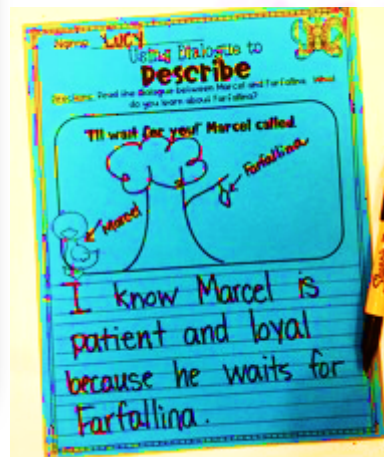 Name LUCY
Using Dialogue to
Describe
Directions: Read the dialogue between Marcel and Farfallina. What
do you learn about Farfallina?
"I'll wait for you!" Marcel called.
Farfallina
Marcel
I know Marcel is
patient and loyal
because he waits for
Farfallina.